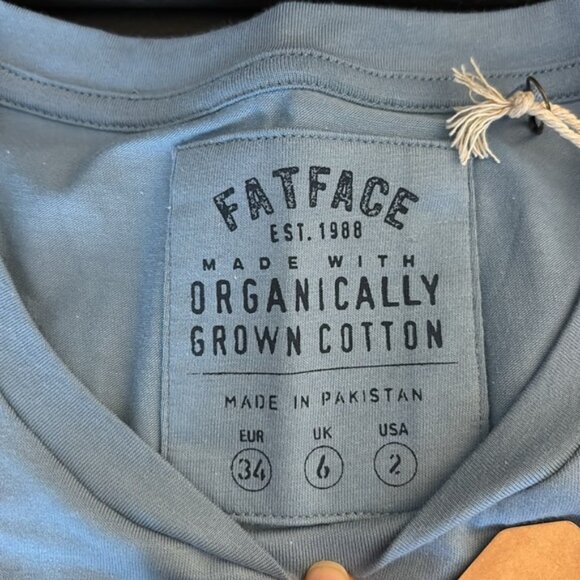 FATFACE
EST. 1988
MADE WITH
ORGANICALLY
GROWN COTTON
MADE IN PAKISTAN
EUR UK USA
34 6 2